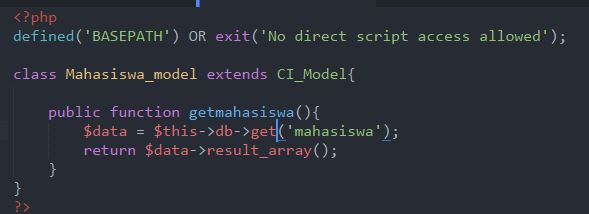 <?php
defined('BASEPATH') OR exit('No direct script access allowed');
class Mahasiswa_model extends CI_Model{
public function getmahasiswa(){
$data = $this->db->get('mahasiswa');
return $data->result_array();
}
}
?>